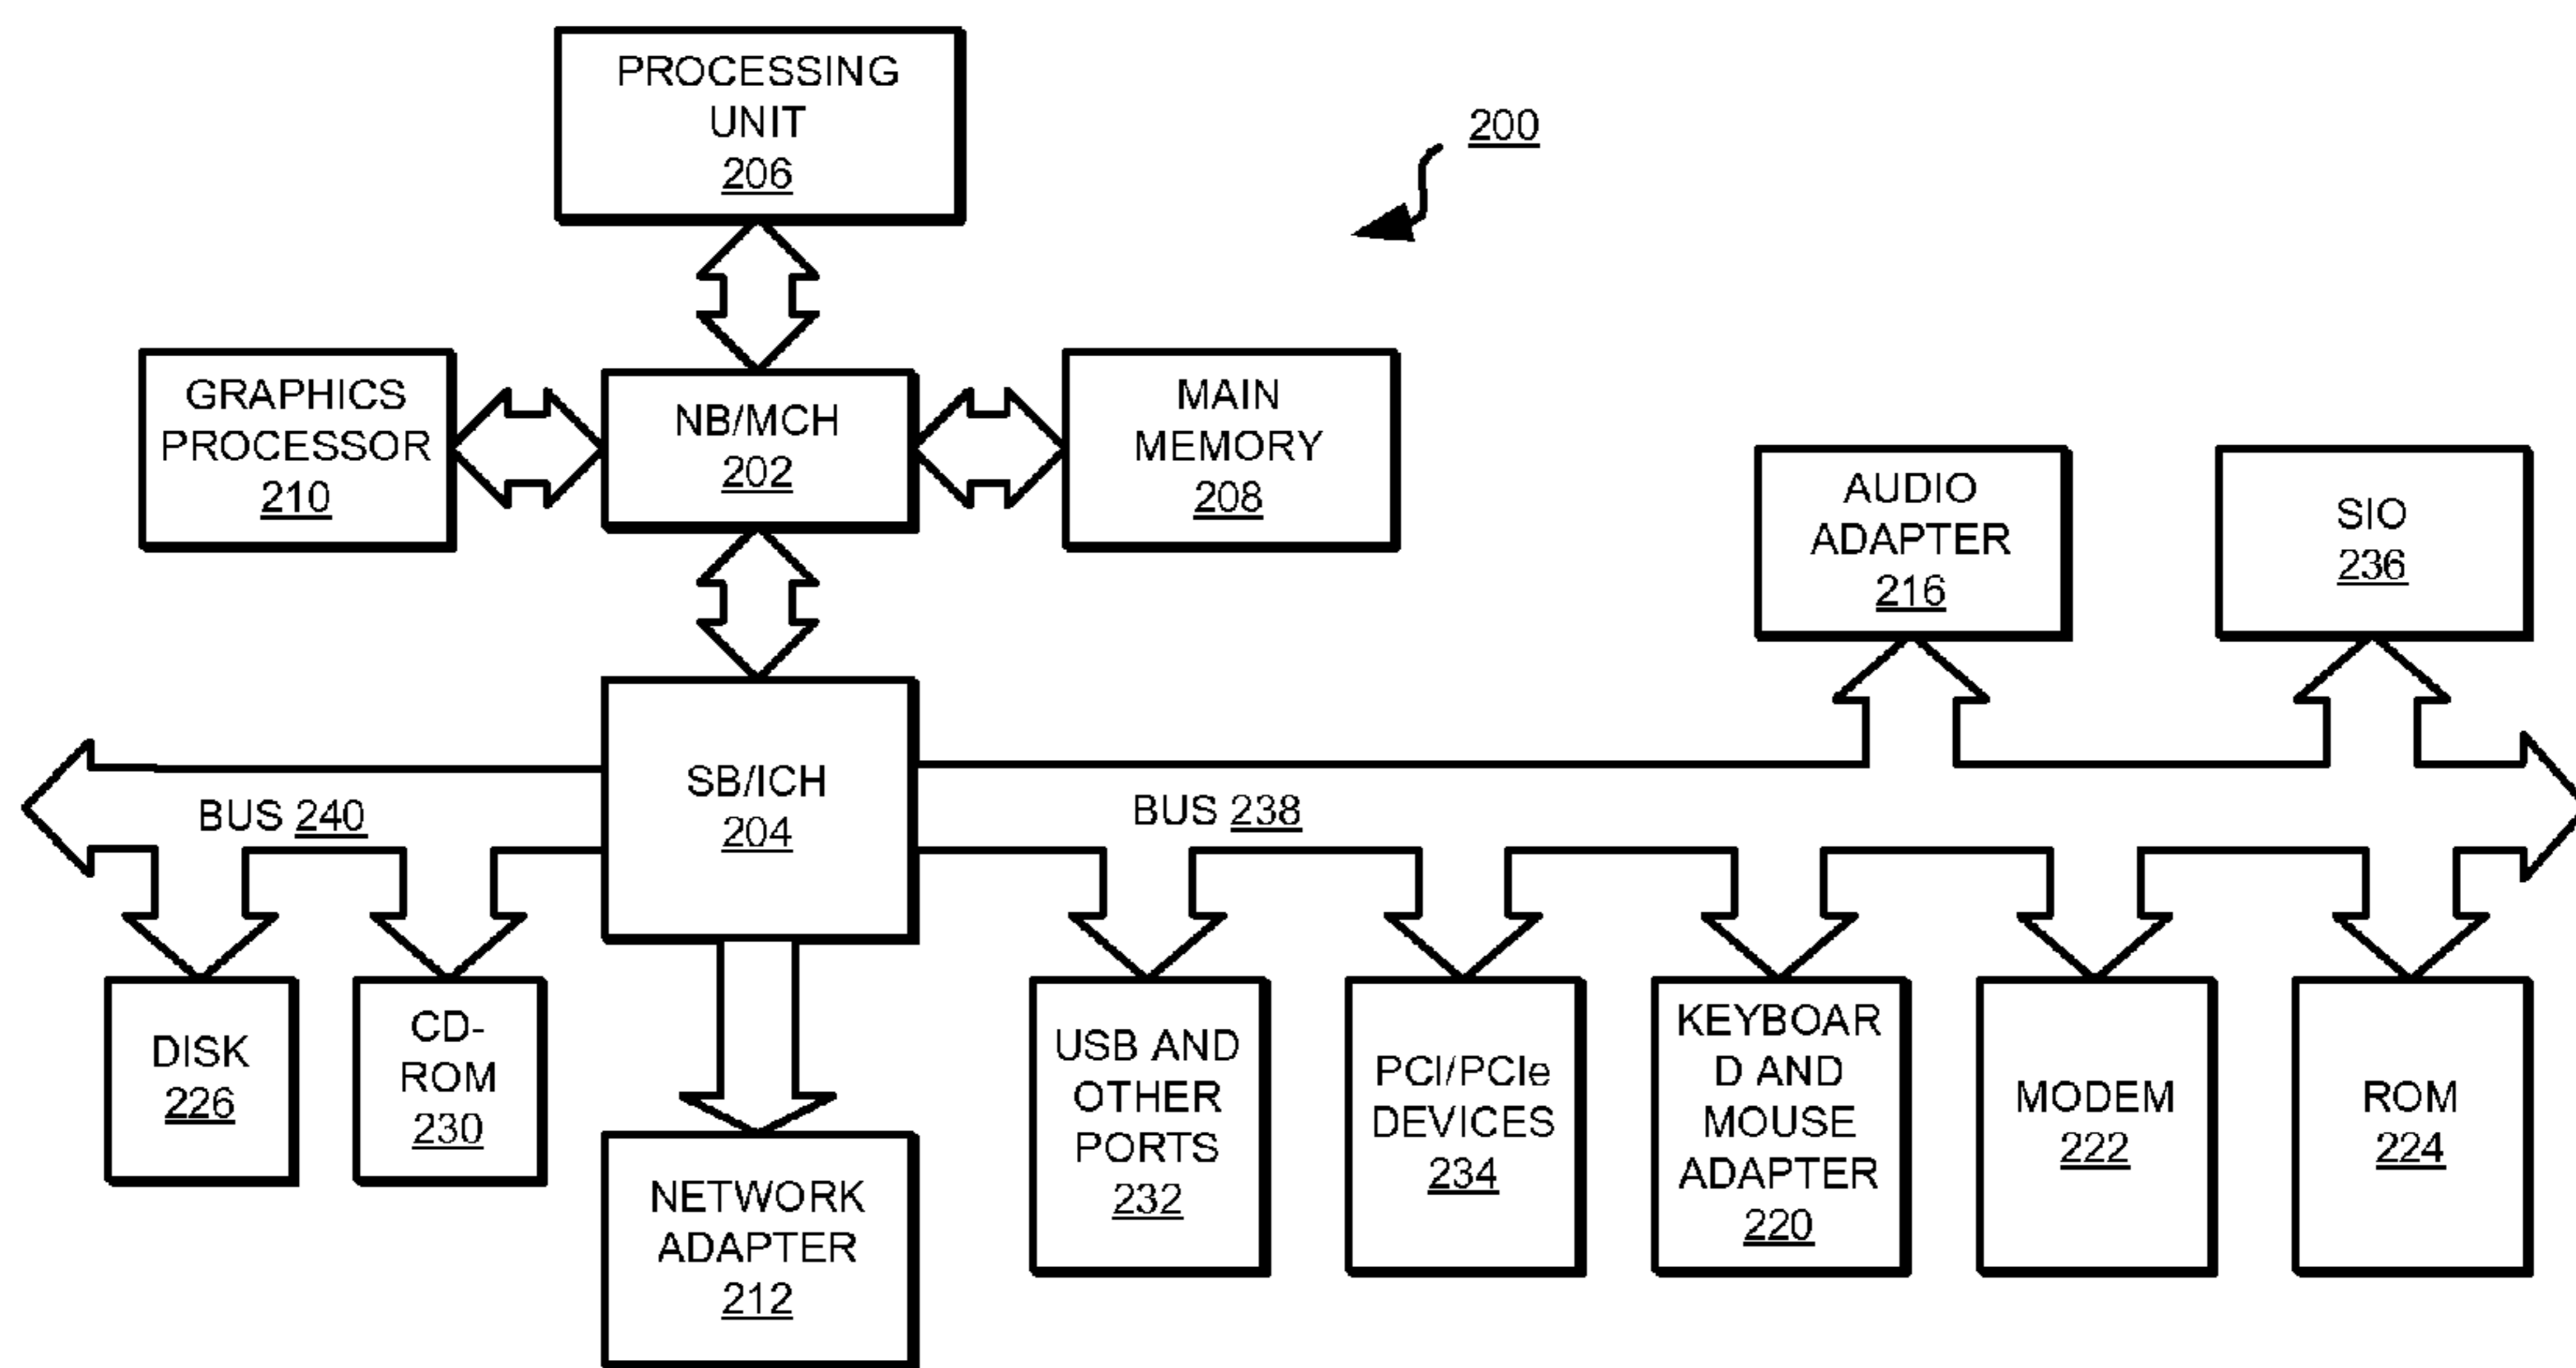 PROCESSING
UNIT
206
200
GRAPHICS
PROCESSOR
210
NB/MCH
202
MAIN
MEMORY
208
AUDIO
ADAPTER
216
SIO
236
SB/ICH
204
BUS 240
BUS 238
DISK
226
CD-
ROM
230
NETWORK
ADAPTER
212
USB AND
OTHER
PORTS
232
PCI/PCIe
DEVICES
234
KEYBOAR
D AND
MOUSE
ADAPTER
220
MODEM
222
ROM
224